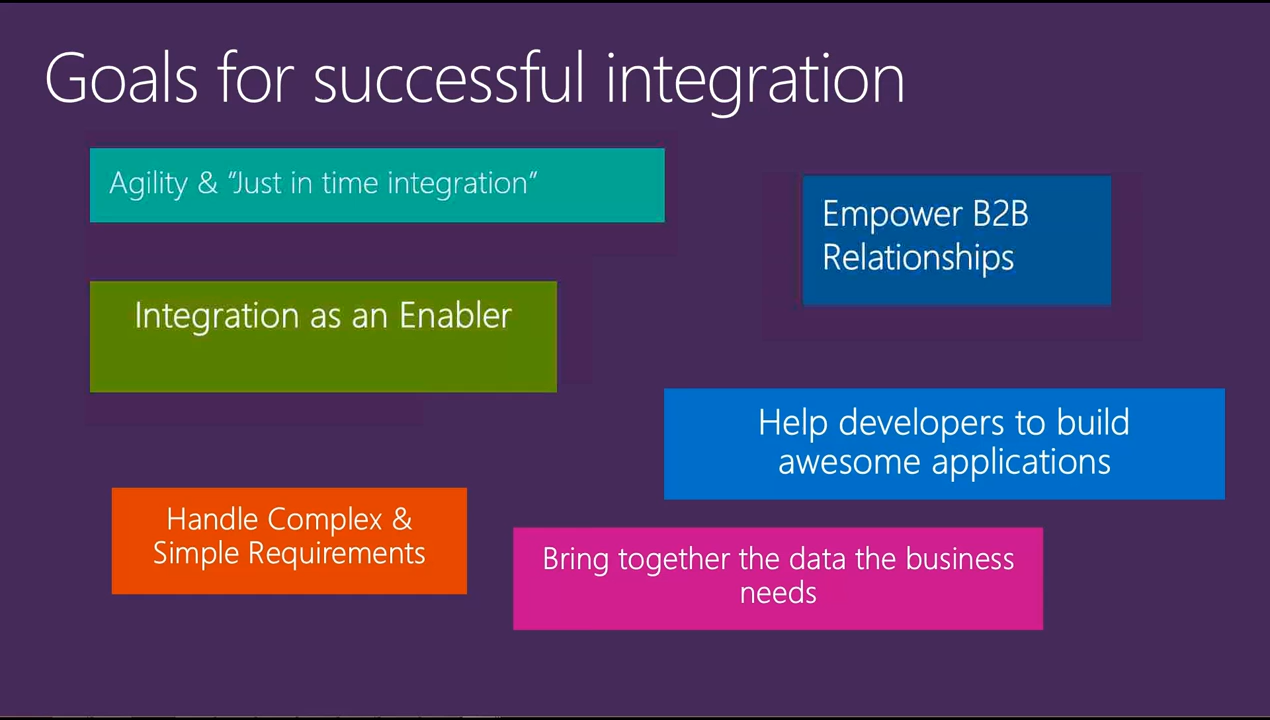 Goals for successful integration
Agility & “Just in time integration”
Empower B2B
Relationships
Integration as an Enabler
Help developers to build
awesome applications
Handle Complex &
Simple Requirements
Bring together the data the business
needs